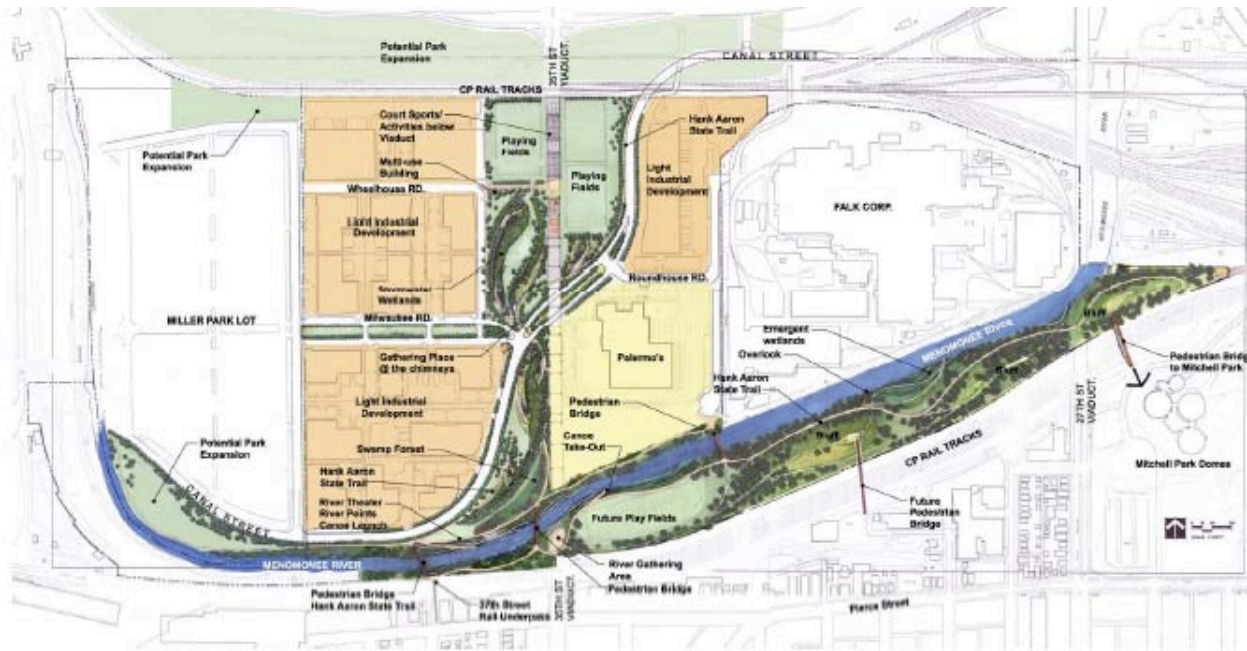 Potential Park
Expansion
35TH ST
VIADUCT.
CANAL STREET
CP RAIL TRACKS
Court Sports/
Activities below
Viaduct
Playing
Fields
Hank Aaron
State Trail
Potential Park
Expansion
Multi-use
Building
Playing
Fields
Light
Industrial
Development
Wheelhouse RD.
FALK CORP.
Light Industrial
Development
Roundhouse RD.
Stormwater
Wetlands
MILLER PARK LOT
Milwaukee RD.
Emergent
wetlands
MENOMONEE RIVER
Bluff
Gathering Place
@ the chimneys
Palermo's
Overlook
Pedestrian Bridge
to Mitchell Park
Hank Aaron
State Trail
Bluff
27TH ST
VIADUCT.
Light Industrial
Development
Pedestrian
Bridge
Canoe
Take-Out
Bluff
CP RAIL TRACKS
Mitchell Park Domes
Potential Park
Expansion
Swamp Forest
Hank Aaron
State Trail
CANAL STREET
River Theater
River Points
Canoe Launch
Future Play Fields
Future
Pedestrian
Bridge
MENOMONEE RIVER
River Gathering
Area
Pedestrian Bridge
Pedestrian Bridge
Hank Aaron State Trail
37th Street
Rail Underpass
35TH ST
VIADUCT.
Pierce Street